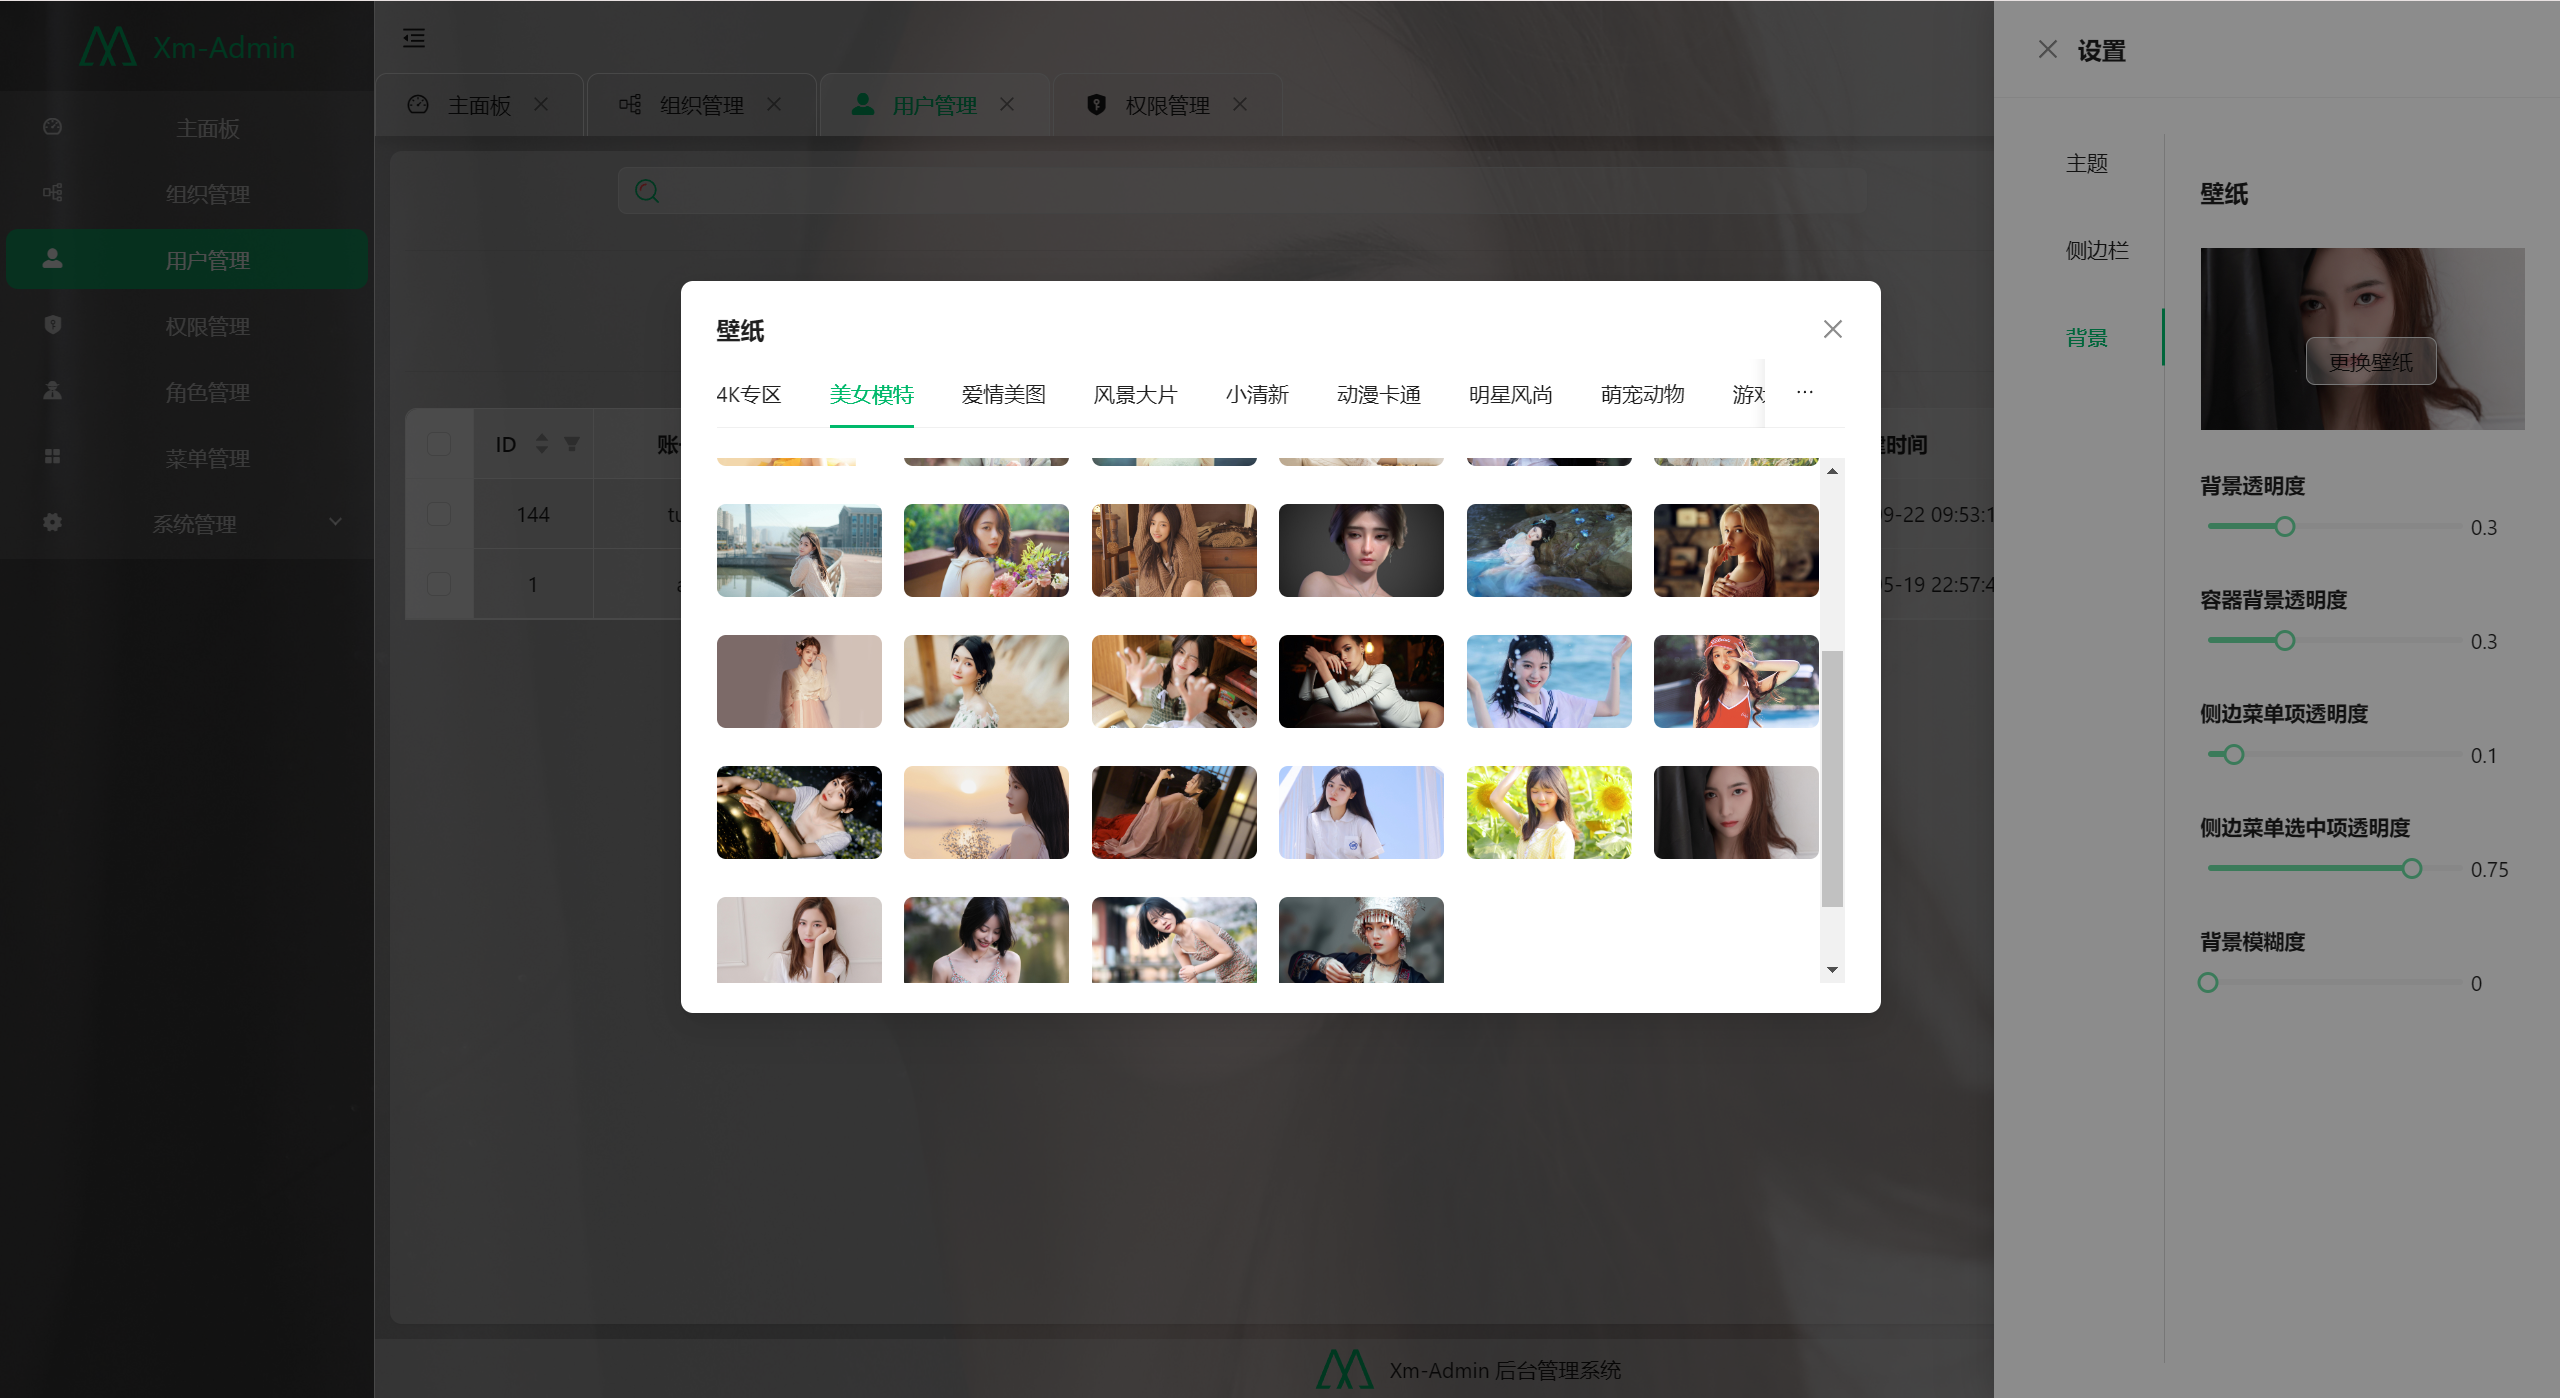 Xm-Admin
主面板
组织管理
用户管理
权限管理
角色管理
菜单管理
系统管理
主面板
组织管理
用户管理
权限管理
ID
144
1
时间
09:53:1
22:57:4
壁纸
4K专区
美女模特
爱情美图
风景大片
小清新
动漫卡通
明星风尚
萌宠动物
…
设置
主题
侧边栏
背景
壁纸
更换壁纸
背景透明度
0.3
容器背景透明度
0.3
侧边菜单项透明度
0.1
侧边菜单选中项透明度
0.75
背景模糊度
0
Xm-Admin 后台管理系统